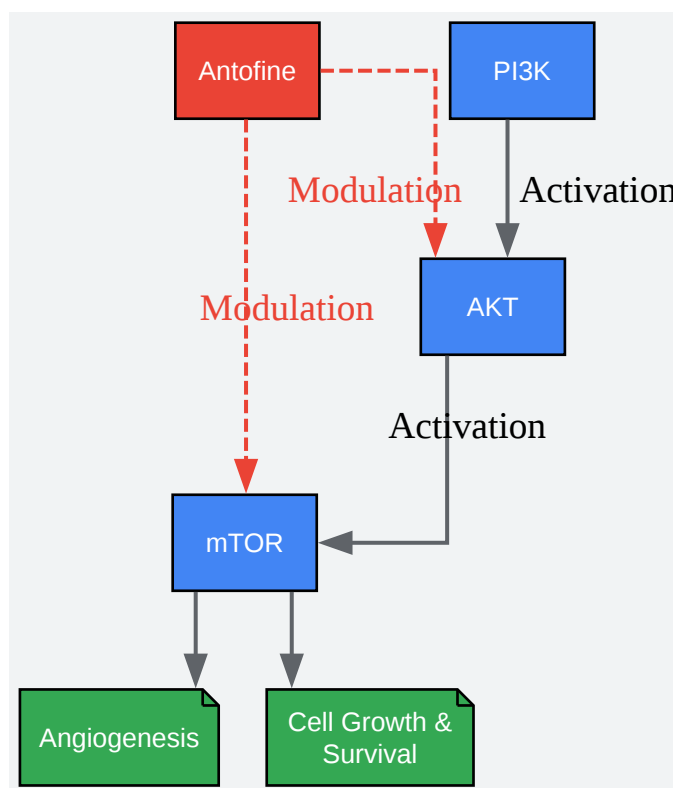 Antofine
PI3K
Modulation
Activation
Modulation
AKT
Activation
mTOR
Angiogenesis
Cell Growth &
Survival